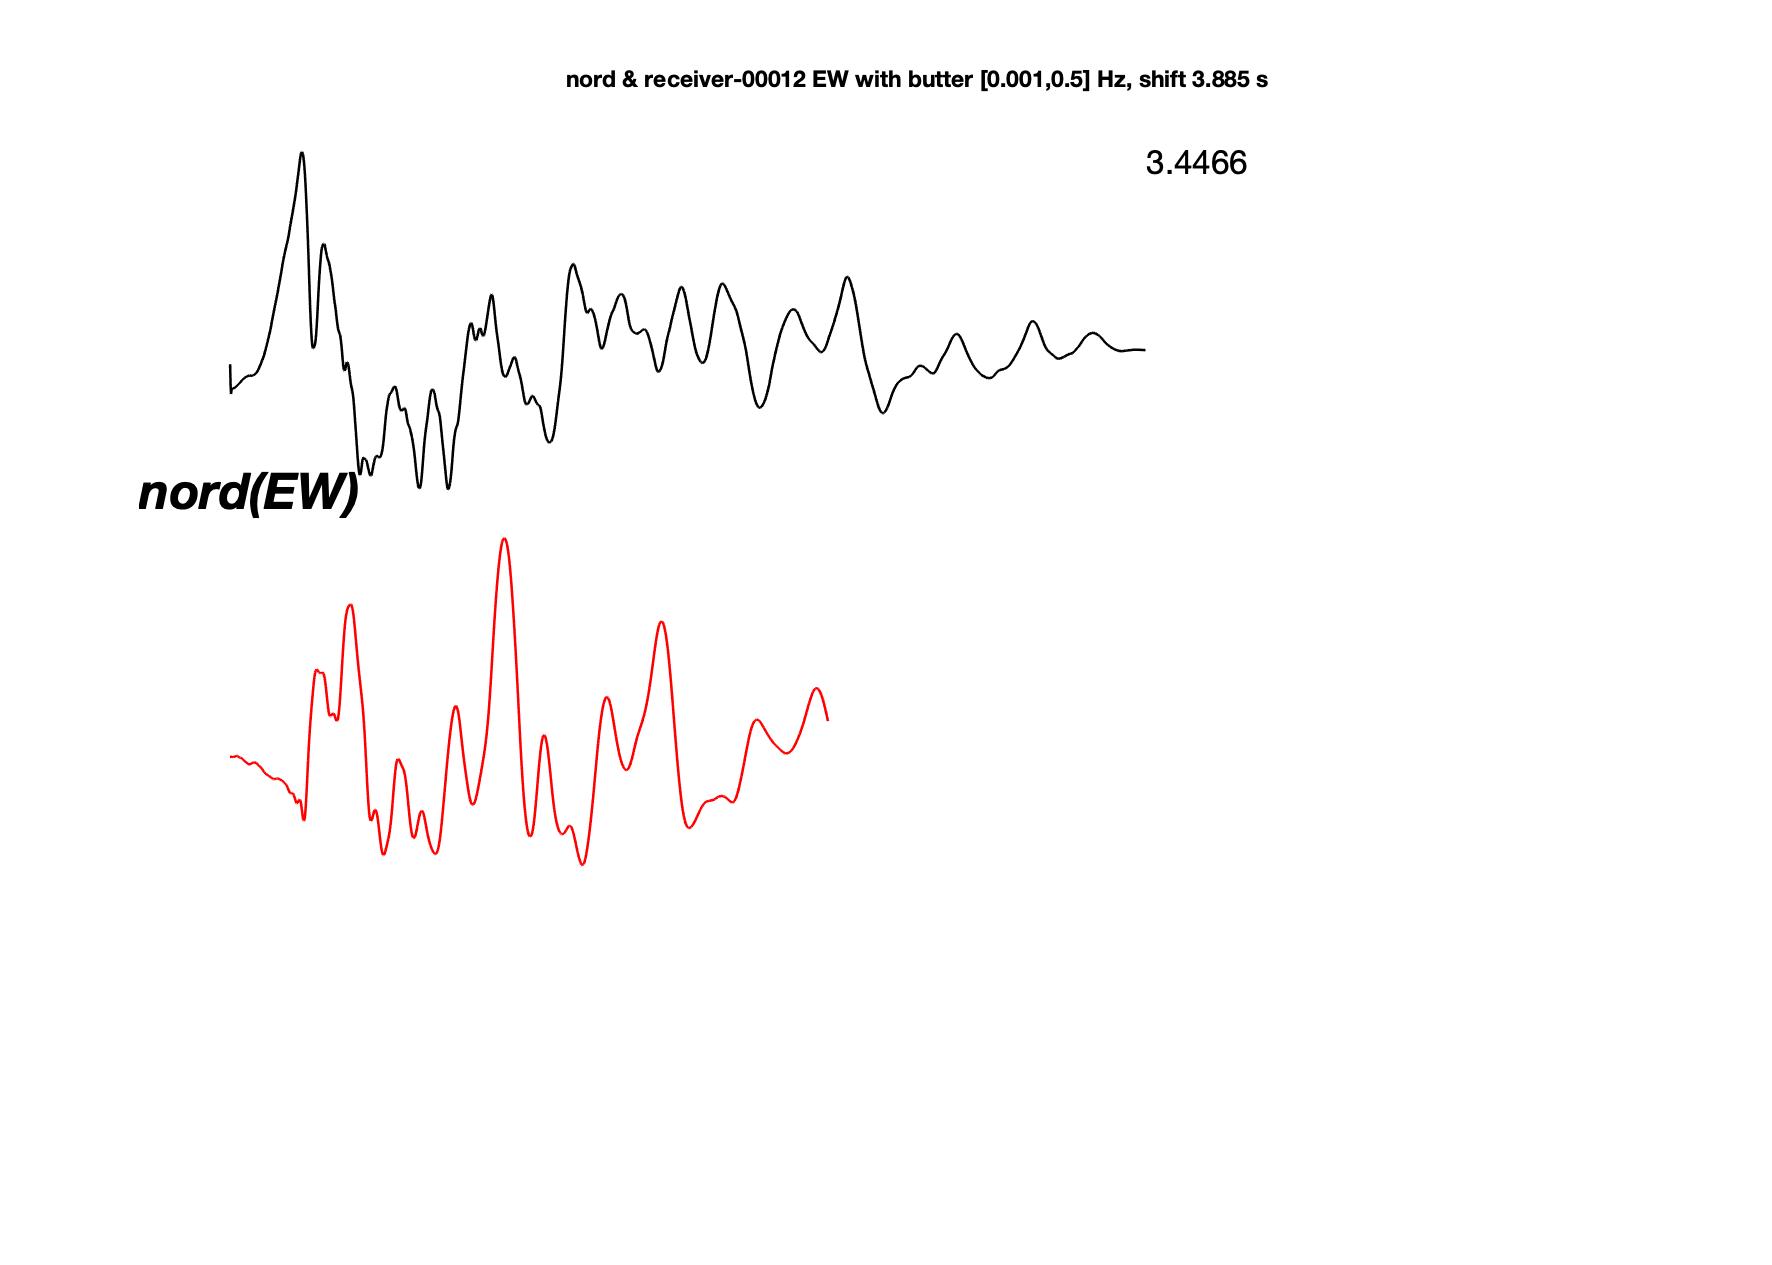 nord & receiver-00012 EW with butter [0.001,0.5] Hz, shift 3.885 s
3.4466
nord(EW)